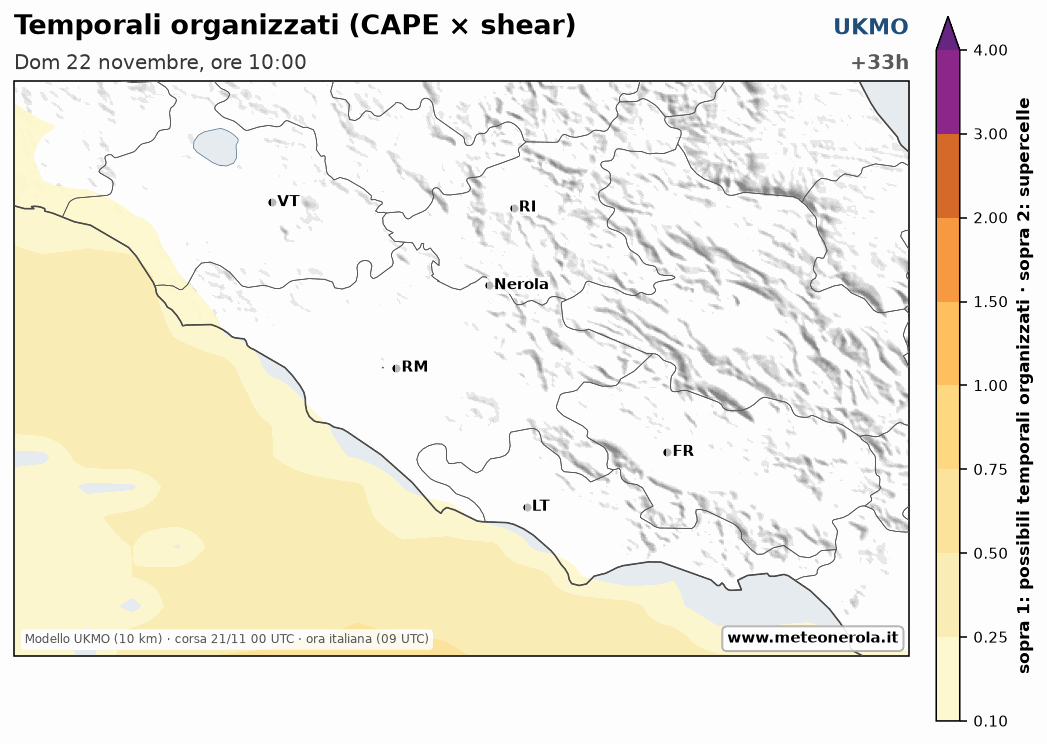 Temporali organizzati (CAPE × shear)
UKMO
Dom 22 novembre, ore 10:00
+33h
VT
RI
Nerola
RM
FR
LT
Modello UKMO (10 km) · corsa 21/11 00 UTC · ora italiana (09 UTC)
www.meteonerola.it
4.00
3.00
2.00
1.50
1.00
0.75
0.50
0.25
0.10
sopra 1: possibili temporali organizzati · sopra 2: supercelle